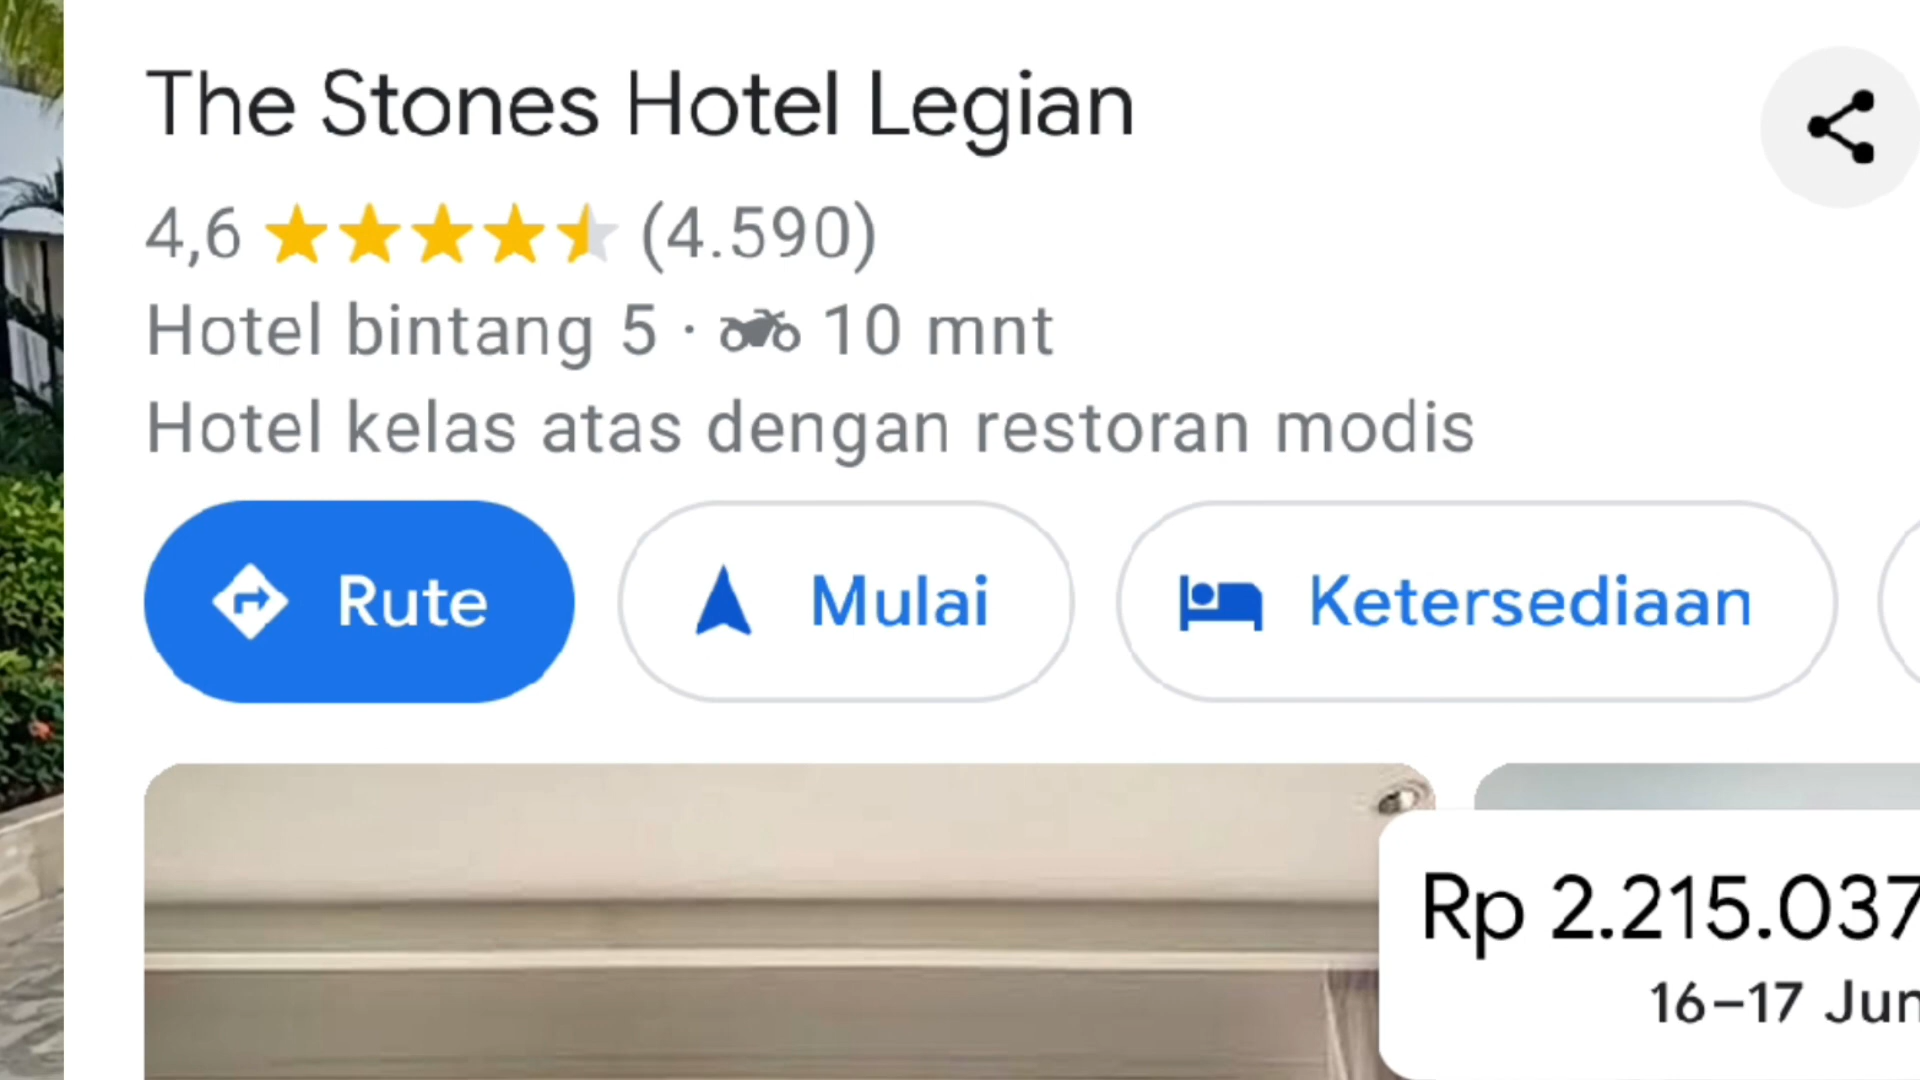 The Stones Hotel Legian
4,6 (4.590)
Hotel bintang 5 · 10 mnt
Hotel kelas atas dengan restoran modis
Rute
Mulai
Ketersediaan
Rp 2.215.037
16–17 Jun